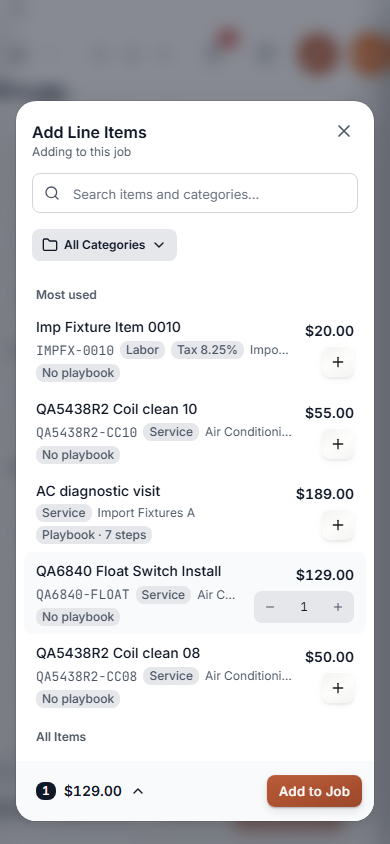 Add Line Items
Adding to this job
Search items and categories...
All Categories
Most used
Imp Fixture Item 0010
$20.00
IMPFX-0010 Labor Tax 8.25% Impo...
No playbook
QA5438R2 Coil clean 10
$55.00
QA5438R2-CC10 Service Air Conditioni...
No playbook
AC diagnostic visit
$189.00
Service Import Fixtures A
Playbook · 7 steps
QA6840 Float Switch Install
$129.00
QA6840-FLOAT Service Air C...
− 1 +
No playbook
QA5438R2 Coil clean 08
$50.00
QA5438R2-CC08 Service Air Conditioni...
No playbook
All Items
1 $129.00
Add to Job